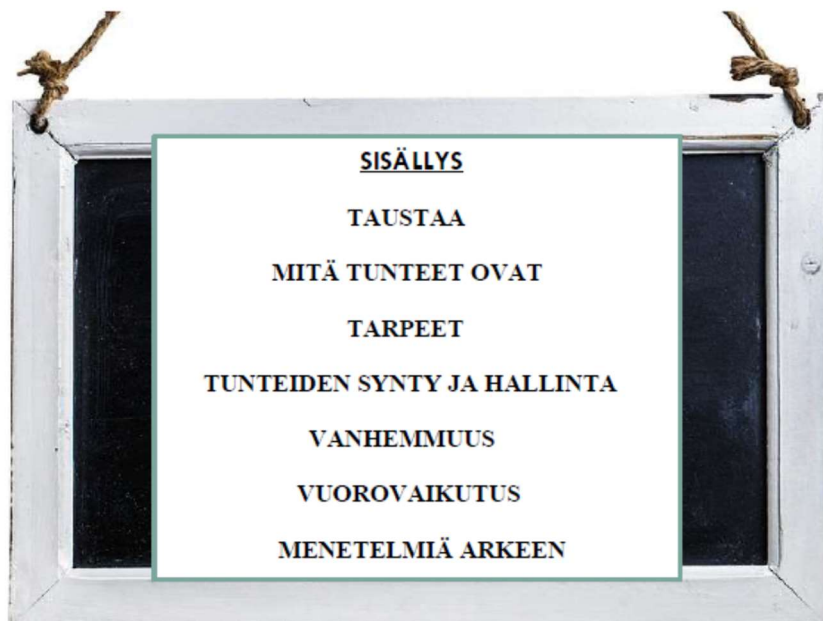 SISÄLLYS
TAUSTAA
MITÄ TUNTEET OVAT
TARPEET
TUNTEIDEN SYNTY JA HALLINTA
VANHEMMUUS
VUOROVAIKUTUS
MENETELMIÄ ARKEEN